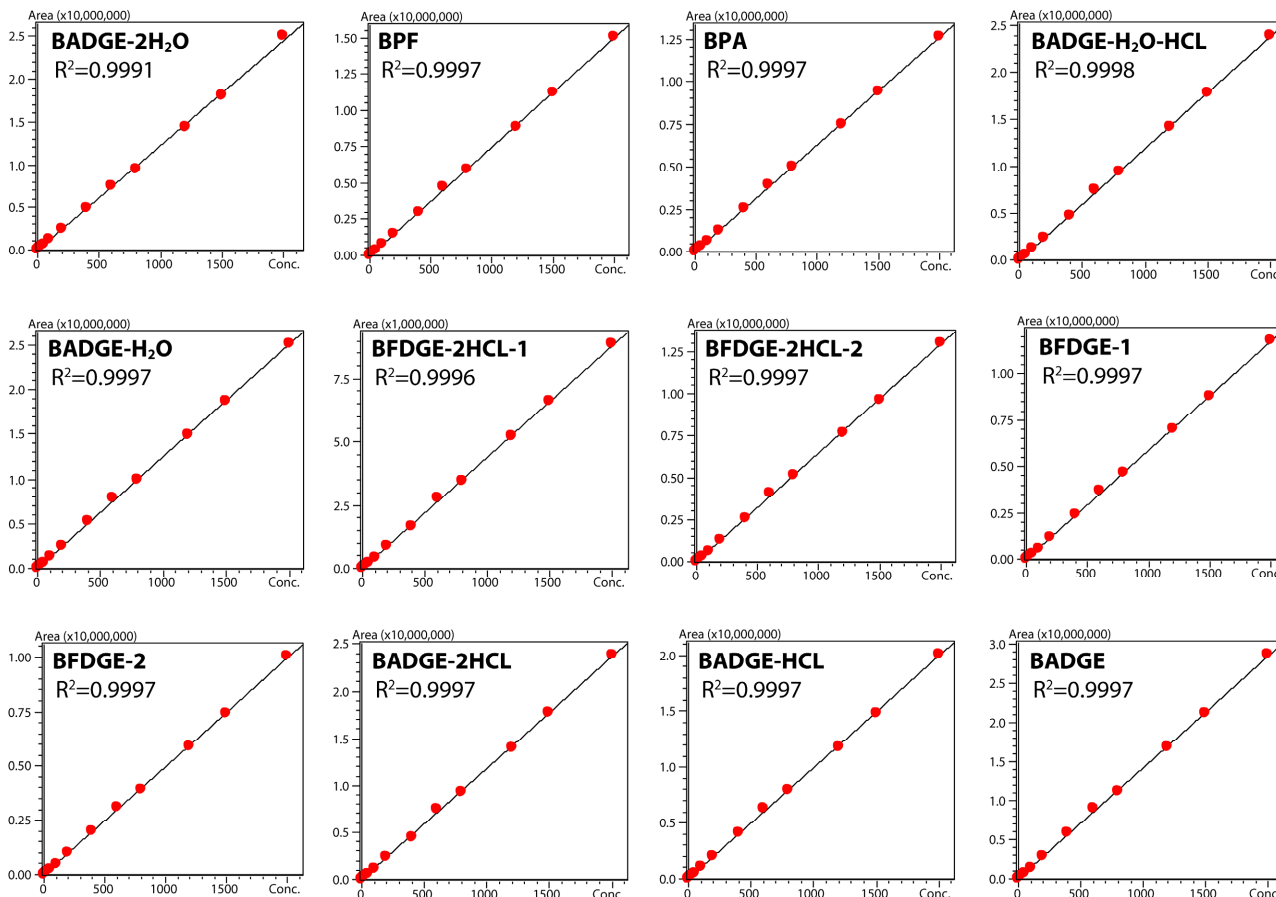 Area (x10,000,000)
BADGE-2H₂O
R²=0.9991
2.5
2.0
1.5
1.0
0.5
0.0
0 500 1000 1500 Conc.
Area (x10,000,000)
BPF
R²=0.9997
1.50
1.25
1.00
0.75
0.50
0.25
0.00
0 500 1000 1500 Conc.
Area (x10,000,000)
BPA
R²=0.9997
1.25
1.00
0.75
0.50
0.25
0.00
0 500 1000 1500 Conc.
Area (x10,000,000)
BADGE-H₂O-HCL
R²=0.9998
2.5
2.0
1.5
1.0
0.5
0.0
0 500 1000 1500 Conc.
Area (x10,000,000)
BADGE-H₂O
R²=0.9997
2.5
2.0
1.5
1.0
0.5
0.0
0 500 1000 1500 Conc.
Area (x1,000,000)
BFDGE-2HCL-1
R²=0.9996
7.5
5.0
2.5
0.0
0 500 1000 1500 Conc.
Area (x10,000,000)
BFDGE-2HCL-2
R²=0.9997
1.25
1.00
0.75
0.50
0.25
0.00
0 500 1000 1500 Conc.
Area (x10,000,000)
BFDGE-1
R²=0.9997
1.00
0.75
0.50
0.25
0.00
0 500 1000 1500 Conc.
Area (x10,000,000)
BFDGE-2
R²=0.9997
1.00
0.75
0.50
0.25
0.00
0 500 1000 1500 Conc.
Area (x10,000,000)
BADGE-2HCL
R²=0.9997
2.5
2.0
1.5
1.0
0.5
0.0
0 500 1000 1500 Conc.
Area (x10,000,000)
BADGE-HCL
R²=0.9997
2.0
1.5
1.0
0.5
0.0
0 500 1000 1500 Conc.
Area (x10,000,000)
BADGE
R²=0.9997
3.0
2.5
2.0
1.5
1.0
0.5
0.0
0 500 1000 1500 Conc.